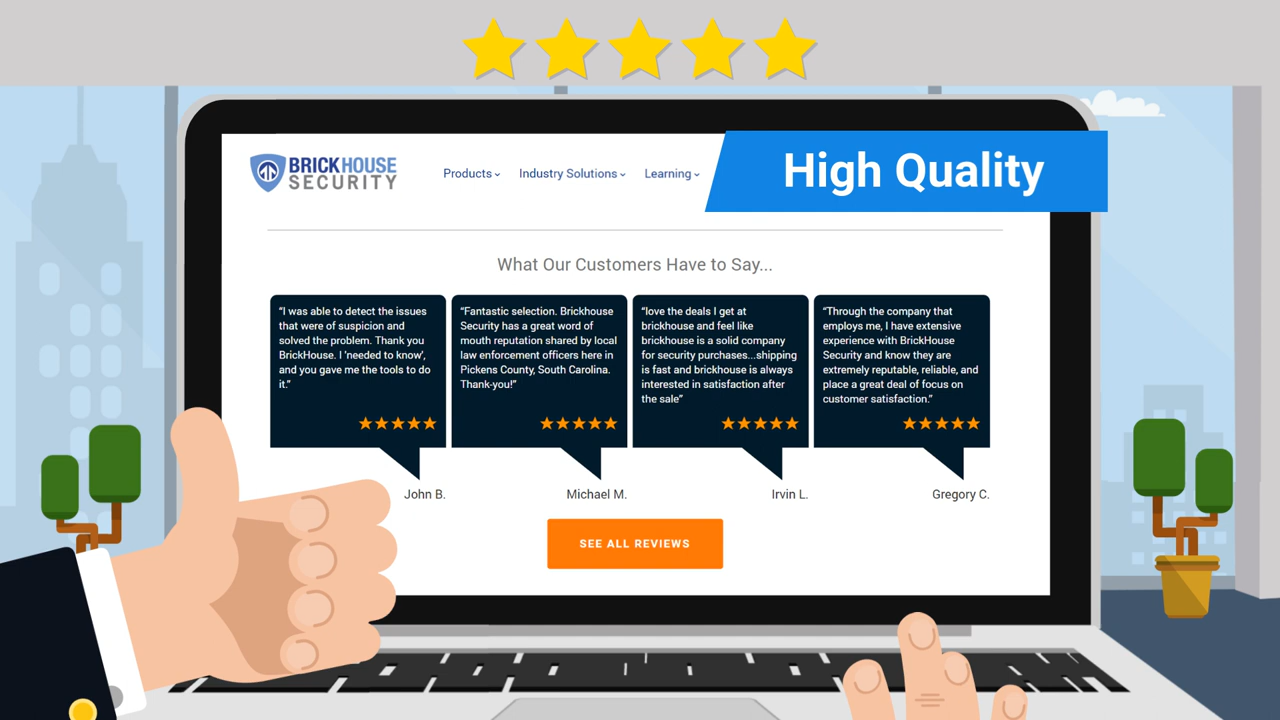 BRICKHOUSE
SECURITY
Products
Industry Solutions
Learning
High Quality
What Our Customers Have to Say...
“I was able to detect the issues
that were of suspicion and
solved the problem. Thank you
BrickHouse. I ‘needed to know’,
and you gave me the tools to do
it.”
John B.
“Fantastic selection. Brickhouse
Security has a great word of
mouth reputation shared by local
law enforcement officers here in
Pickens County, South Carolina.
Thank-you!”
Michael M.
“love the deals I get at
brickhouse and feel like
brickhouse is a solid company
for security purchases...shipping
is fast and brickhouse is always
interested in satisfaction after
the sale”
Irvin L.
“Through the company that
employs me, I have extensive
experience with BrickHouse
Security and know they are
extremely reputable, reliable, and
place a great deal of focus on
customer satisfaction.”
Gregory C.
SEE ALL REVIEWS